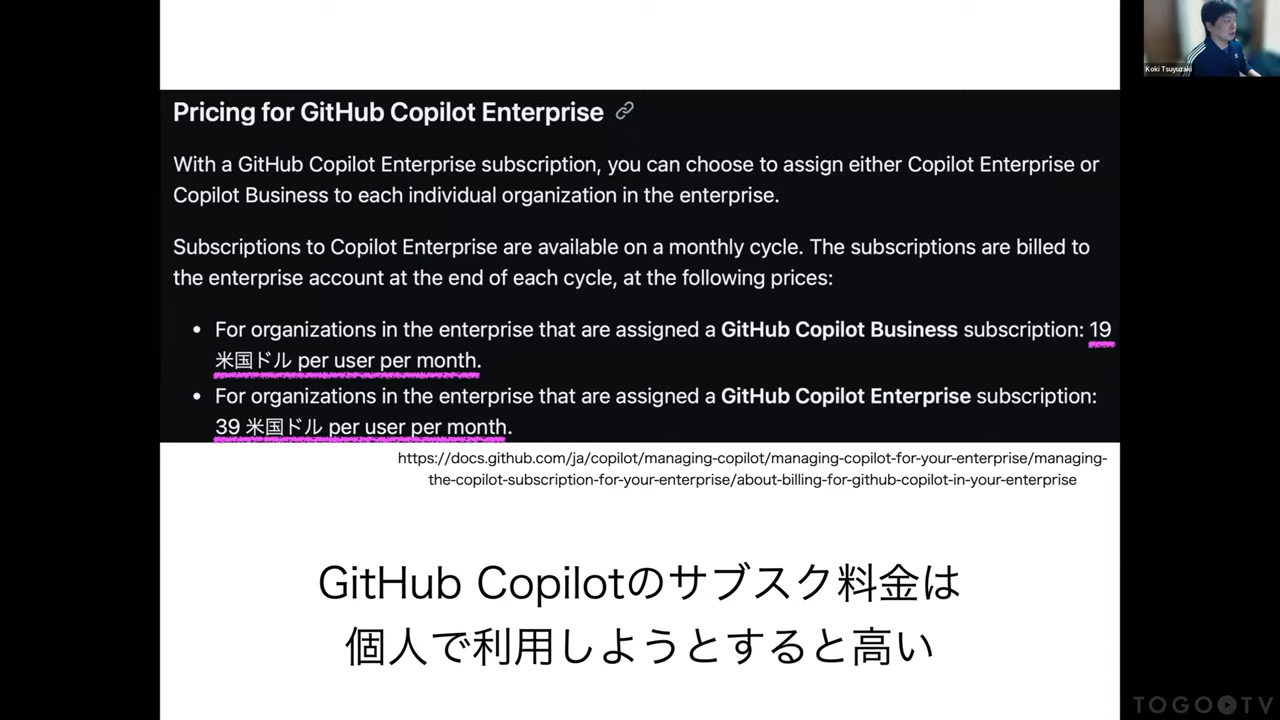 Koki Tsuyuzaki
Pricing for GitHub Copilot Enterprise
With a GitHub Copilot Enterprise subscription, you can choose to assign either Copilot Enterprise or
Copilot Business to each individual organization in the enterprise.
Subscriptions to Copilot Enterprise are available on a monthly cycle. The subscriptions are billed to
the enterprise account at the end of each cycle, at the following prices:
• For organizations in the enterprise that are assigned a GitHub Copilot Business subscription: 19
米国ドル per user per month.
• For organizations in the enterprise that are assigned a GitHub Copilot Enterprise subscription:
39 米国ドル per user per month.
https://docs.github.com/ja/copilot/managing-copilot/managing-copilot-for-your-enterprise/managing-
the-copilot-subscription-for-your-enterprise/about-billing-for-github-copilot-in-your-enterprise
GitHub Copilotのサブスク料金は
個人で利用しようとすると高い
TOGOTV